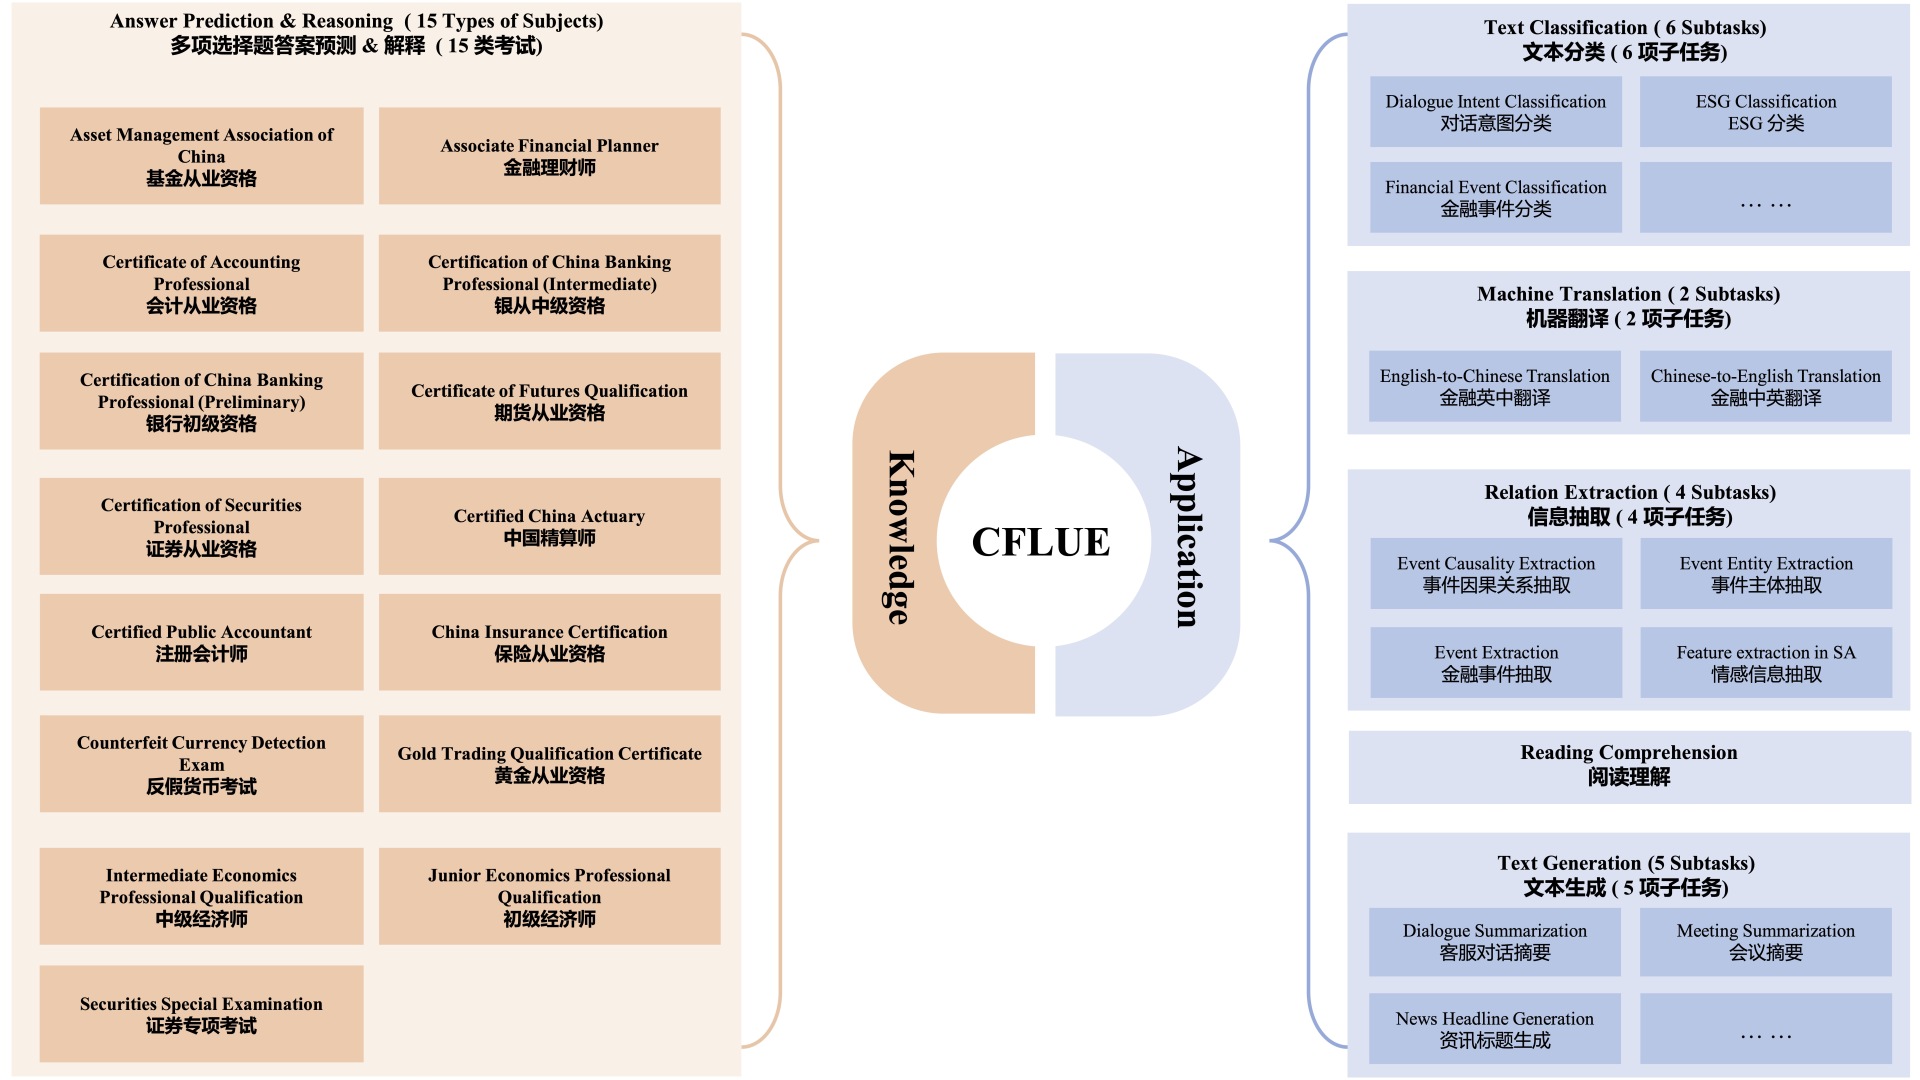 Answer Prediction & Reasoning ( 15 Types of Subjects)
多项选择题答案预测 & 解释 ( 15 类考试)
Asset Management Association of
China
基金从业资格
Associate Financial Planner
金融理财师
Certificate of Accounting
Professional
会计从业资格
Certification of China Banking
Professional (Intermediate)
银从中级资格
Certification of China Banking
Professional (Preliminary)
银行初级资格
Certificate of Futures Qualification
期货从业资格
Certification of Securities
Professional
证券从业资格
Certified China Actuary
中国精算师
Certified Public Accountant
注册会计师
China Insurance Certification
保险从业资格
Counterfeit Currency Detection
Exam
反假货币考试
Gold Trading Qualification Certificate
黄金从业资格
Intermediate Economics
Professional Qualification
中级经济师
Junior Economics Professional
Qualification
初级经济师
Securities Special Examination
证券专项考试
Knowledge
CFLUE
Application
Text Classification ( 6 Subtasks)
文本分类 ( 6 项子任务)
Dialogue Intent Classification
对话意图分类
ESG Classification
ESG 分类
Financial Event Classification
金融事件分类
… …
Machine Translation ( 2 Subtasks)
机器翻译 ( 2 项子任务)
English-to-Chinese Translation
金融英中翻译
Chinese-to-English Translation
金融中英翻译
Relation Extraction ( 4 Subtasks)
信息抽取 ( 4 项子任务)
Event Causality Extraction
事件因果关系抽取
Event Entity Extraction
事件主体抽取
Event Extraction
金融事件抽取
Feature extraction in SA
情感信息抽取
Reading Comprehension
阅读理解
Text Generation (5 Subtasks)
文本生成 ( 5 项子任务)
Dialogue Summarization
客服对话摘要
Meeting Summarization
会议摘要
News Headline Generation
资讯标题生成
… …